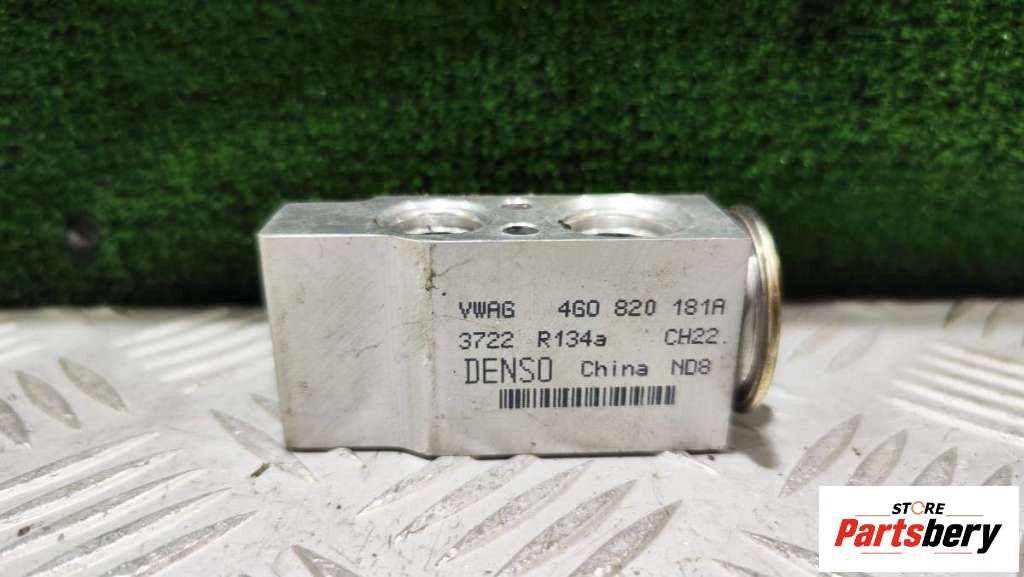 VWAG 4G0 820 181A
3722 R134a CH22.
DENSO China ND8
STORE
Partsbery